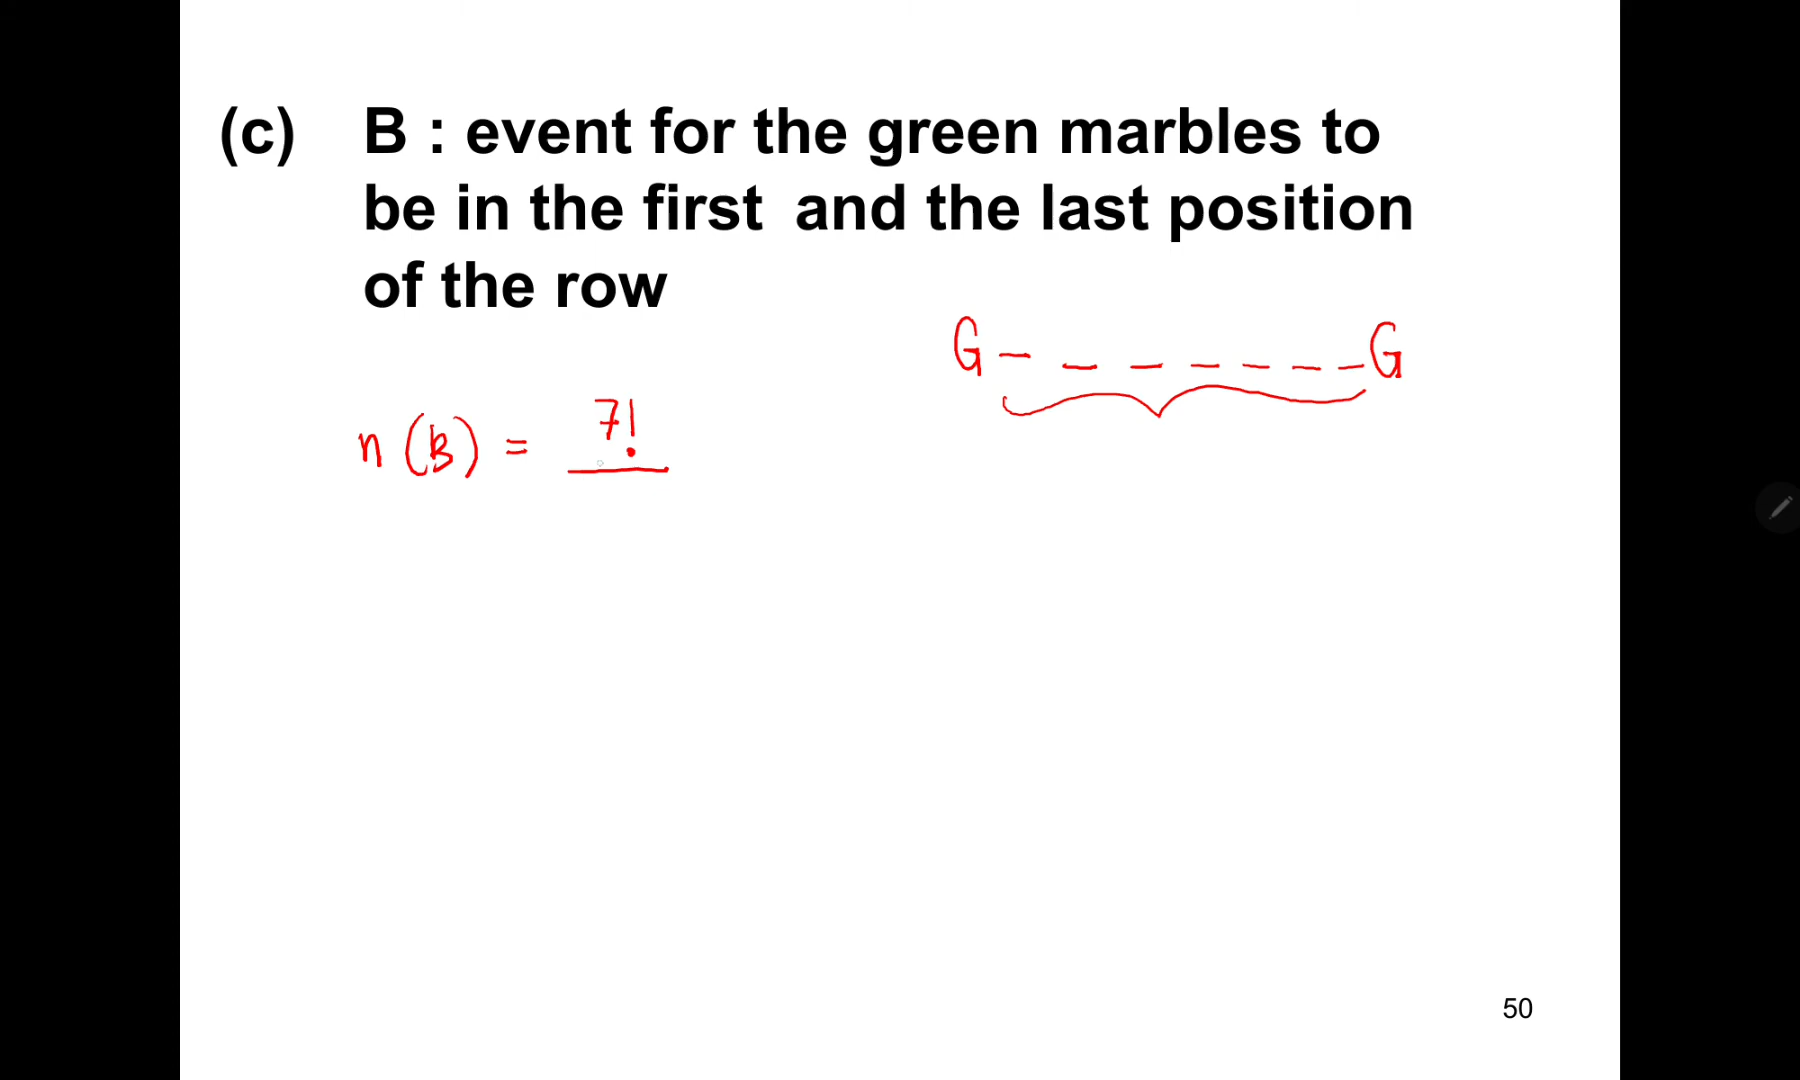 (c) B : event for the green marbles to
be in the first and the last position
of the row
G _ _ _ _ _ _ _ G
n (B) = 7!
50